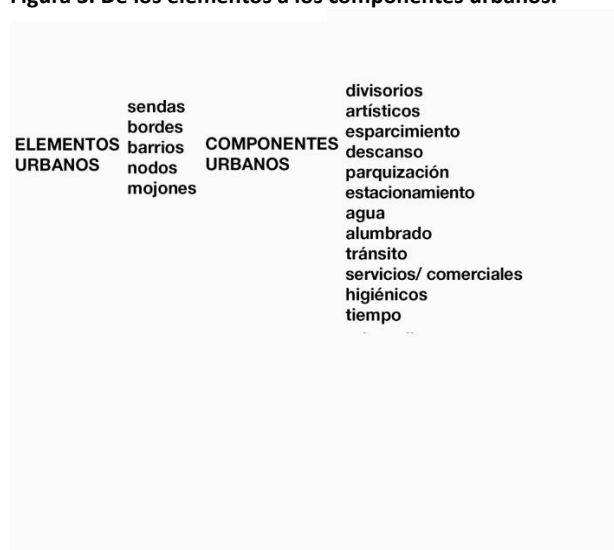 Figura 3. De los elementos a los componentes urbanos.
ELEMENTOS
URBANOS
sendas
bordes
barrios
nodos
mojones
COMPONENTES
URBANOS
divisorios
artísticos
esparcimiento
descanso
parquización
estacionamiento
agua
alumbrado
tránsito
servicios/ comerciales
higiénicos
tiempo